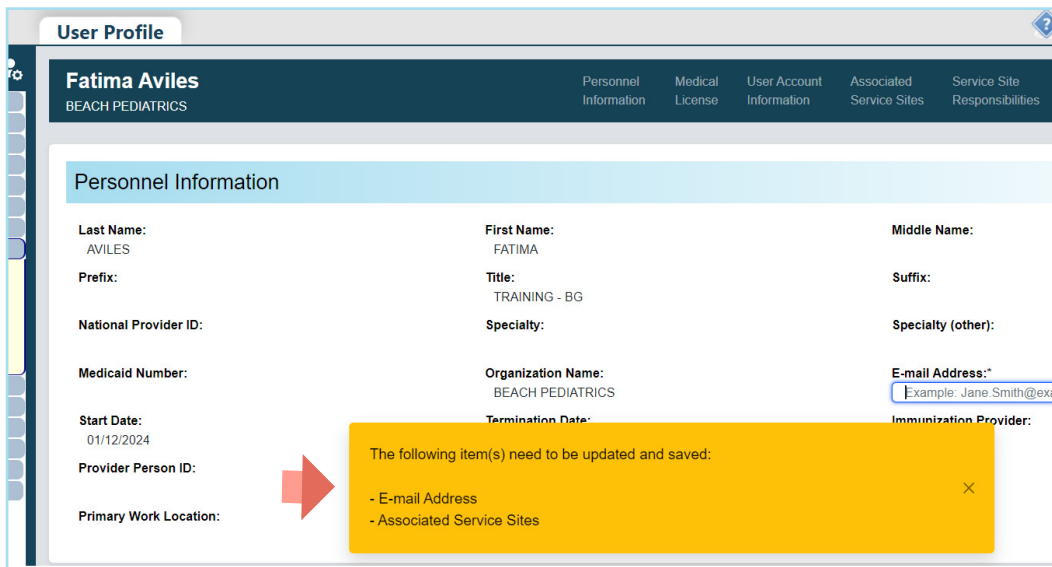 User Profile
?
Fatima Aviles
BEACH PEDIATRICS
Personnel Information
Medical License
User Account Information
Associated Service Sites
Service Site Responsibilities
Personnel Information
Last Name:
AVILES
First Name:
FATIMA
Middle Name:
Prefix:
Title:
TRAINING - BG
Suffix:
National Provider ID:
Specialty:
Specialty (other):
Medicaid Number:
Organization Name:
BEACH PEDIATRICS
E-mail Address:*
Example: Jane.Smith@exa
Start Date:
01/12/2024
Termination Date:
Immunization Provider:
Provider Person ID:
Primary Work Location:
The following item(s) need to be updated and saved:
- E-mail Address
- Associated Service Sites